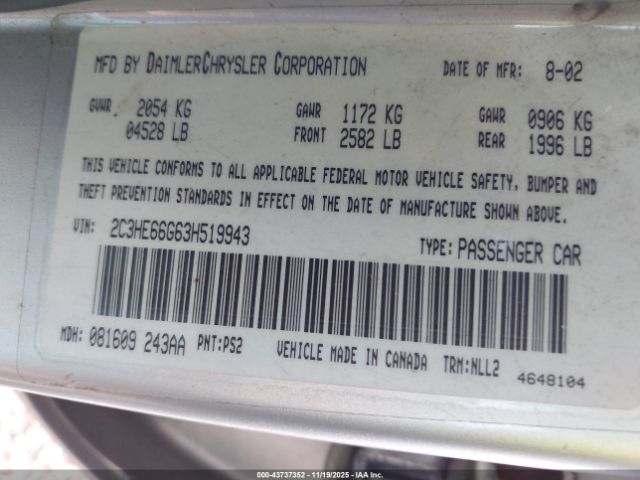 MFD BY DAIMLERCHRYSLER CORPORATION DATE OF MFR: 8-02
GVWR 2054 KG GAWR 1172 KG GAWR 0906 KG
04528 LB FRONT 2582 LB REAR 1996 LB
THIS VEHICLE CONFORMS TO ALL APPLICABLE FEDERAL MOTOR VEHICLE SAFETY, BUMPER AND
THEFT PREVENTION STANDARDS IN EFFECT ON THE DATE OF MANUFACTURE SHOWN ABOVE.
VIN: 2C3HE66G63H519943 TYPE: PASSENGER CAR
MDH: 081609 243AA PNT:PS2 VEHICLE MADE IN CANADA TRM:NLL2
4648104
000-43737352 - 11/19/2025 - IAA Inc.